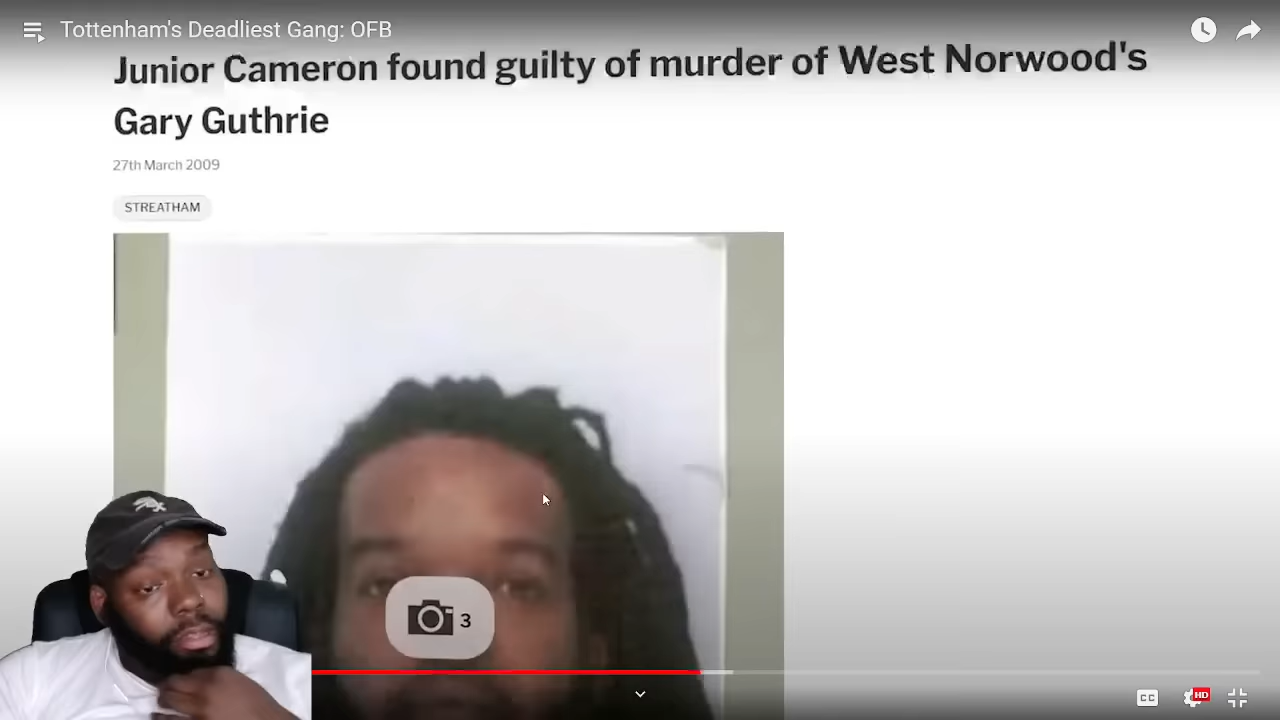 Tottenham's Deadliest Gang: OFB
Junior Cameron found guilty of murder of West Norwood's
Gary Guthrie
27th March 2009
STREATHAM
3
CC
HD